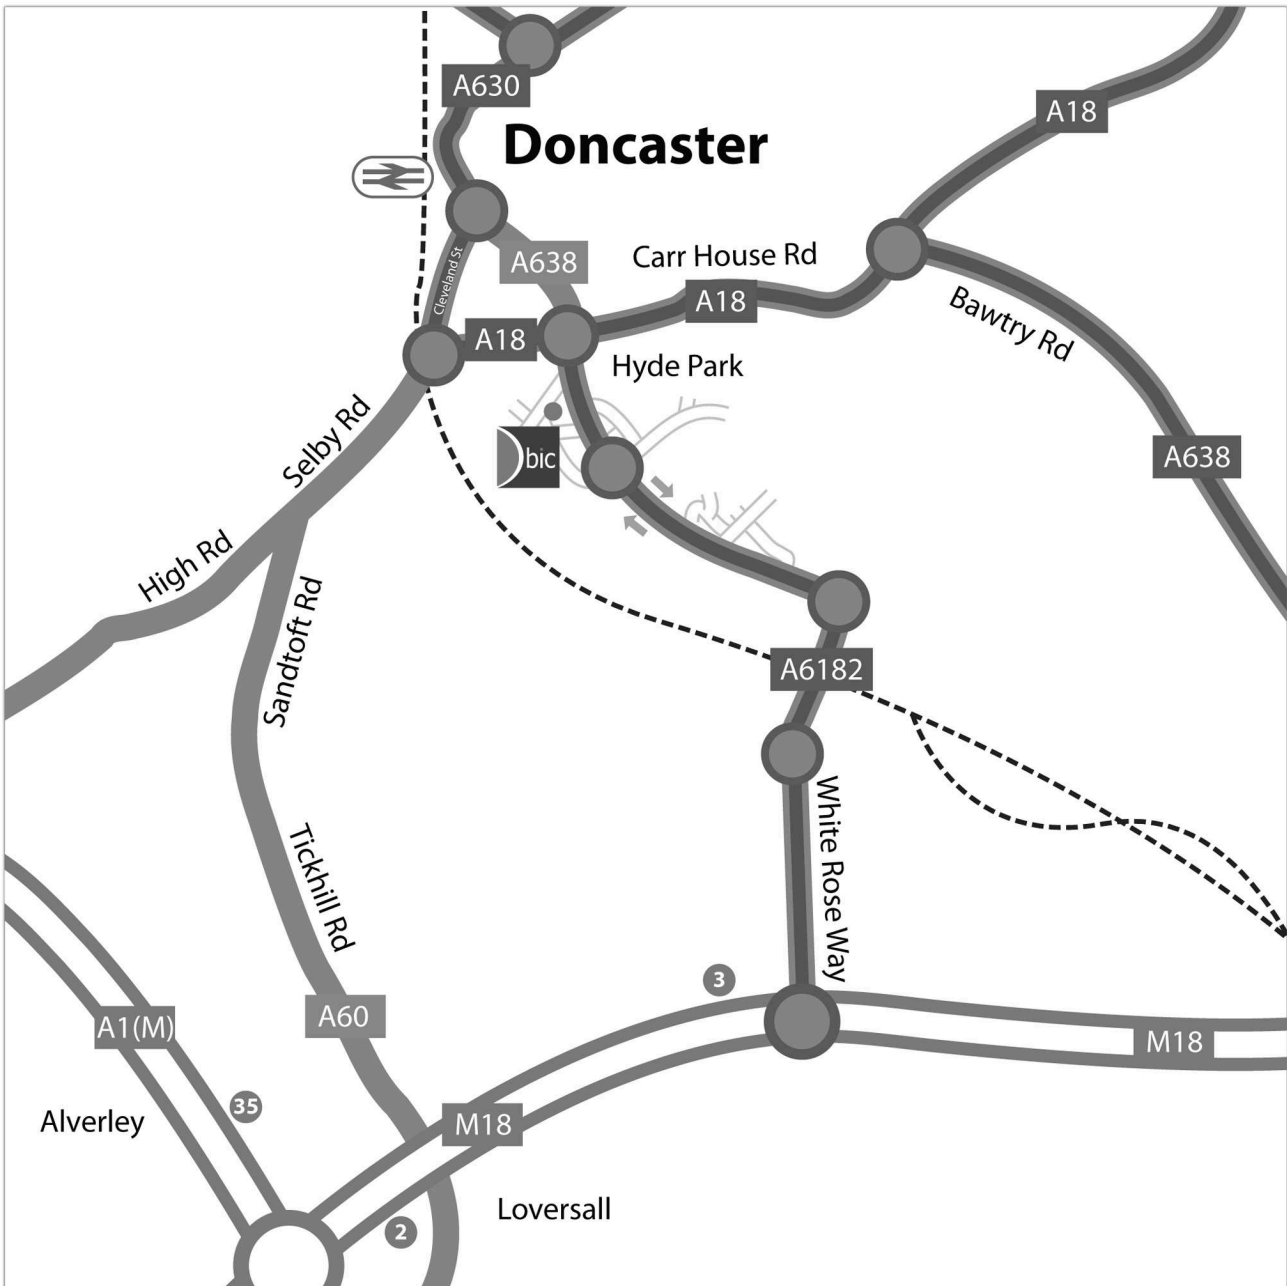 A630
Doncaster
A18
Cleveland St
A638
Carr House Rd
A18
A18
Hyde Park
Bawtry Rd
Selby Rd
bic
A638
High Rd
Sandtoft Rd
A6182
White Rose Way
Tickhill Rd
3
A1(M)
A60
M18
35
Alverley
M18
Loversall
2